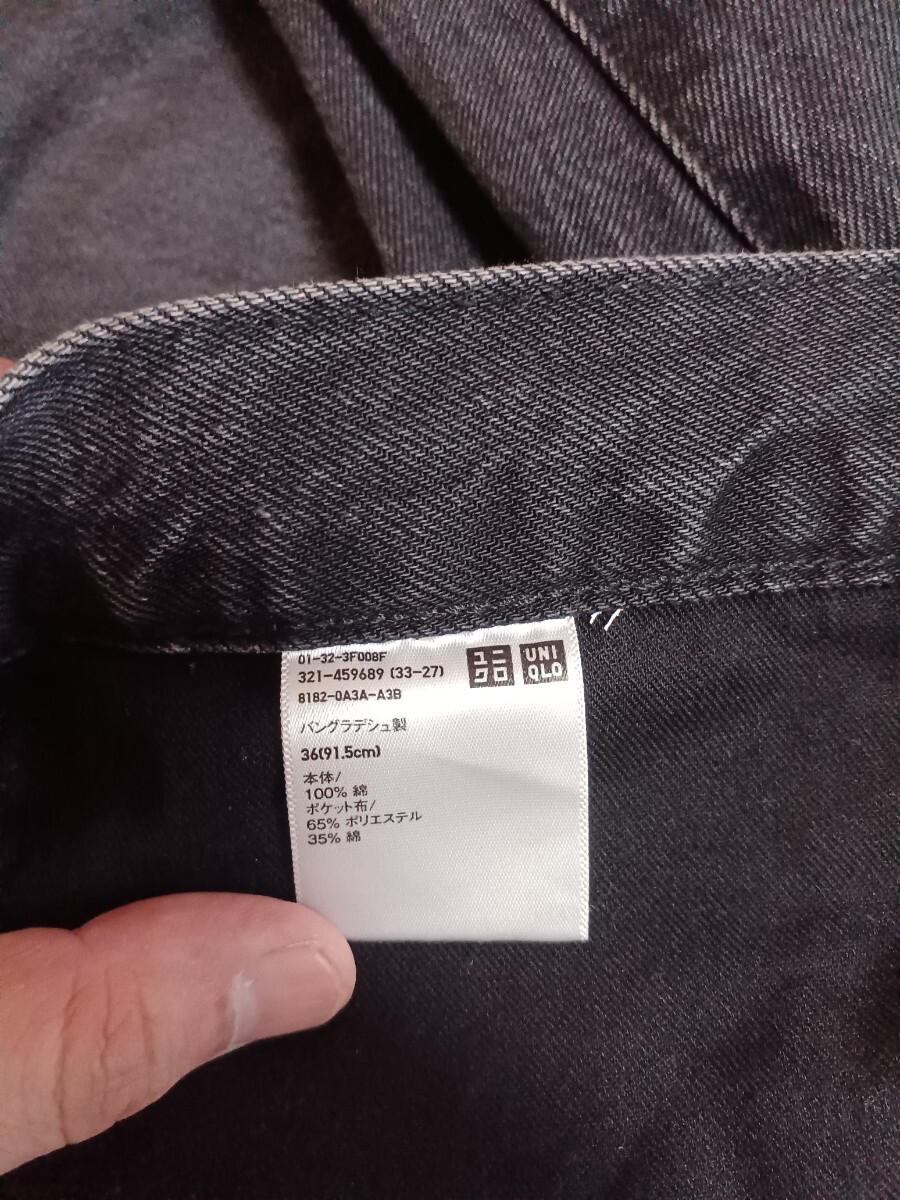 01-32-3F008F
321-459689 (33-27)
8182-0A3A-A3B
ユニ
クロ
UNI
QLO
バングラデシュ製
36(91.5cm)
本体/
100% 綿
ポケット布/
65% ポリエステル
35% 綿